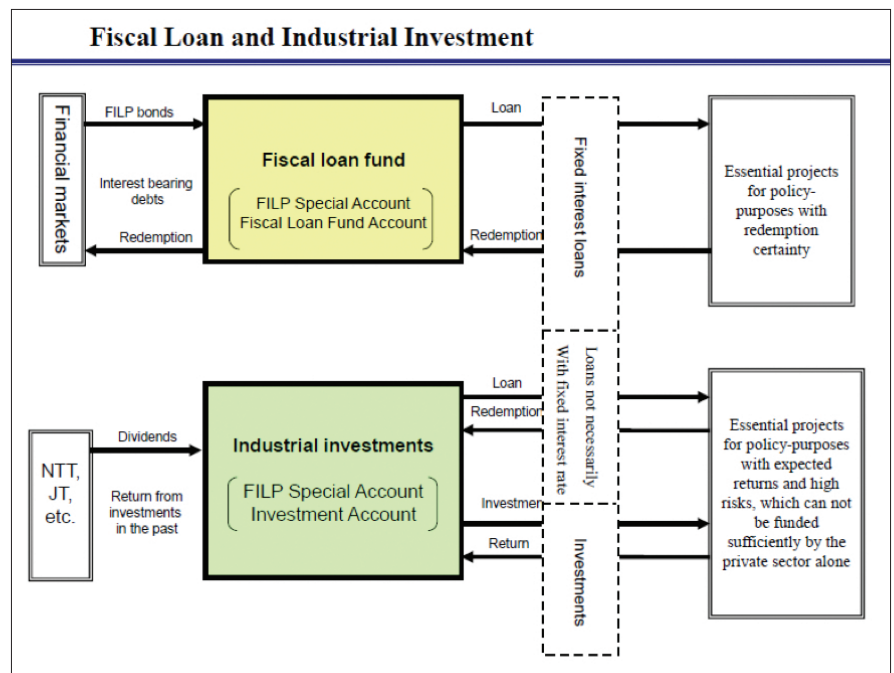 Fiscal Loan and Industrial Investment
Financial markets
FILP bonds
Interest bearing
debts
Redemption
Fiscal loan fund
FILP Special Account
Fiscal Loan Fund Account
Loan
Redemption
Fixed interest loans
Essential projects
for policy-
purposes with
redemption
certainty
NTT,
JT,
etc.
Dividends
Return from
investments
in the past
Industrial investments
FILP Special Account
Investment Account
Loan
Redemption
Investmen
Return
Loans not necessarily
With fixed interest rate
Investments
Essential projects
for policy-purposes
with expected
returns and high
risks, which can not
be funded
sufficiently by the
private sector alone